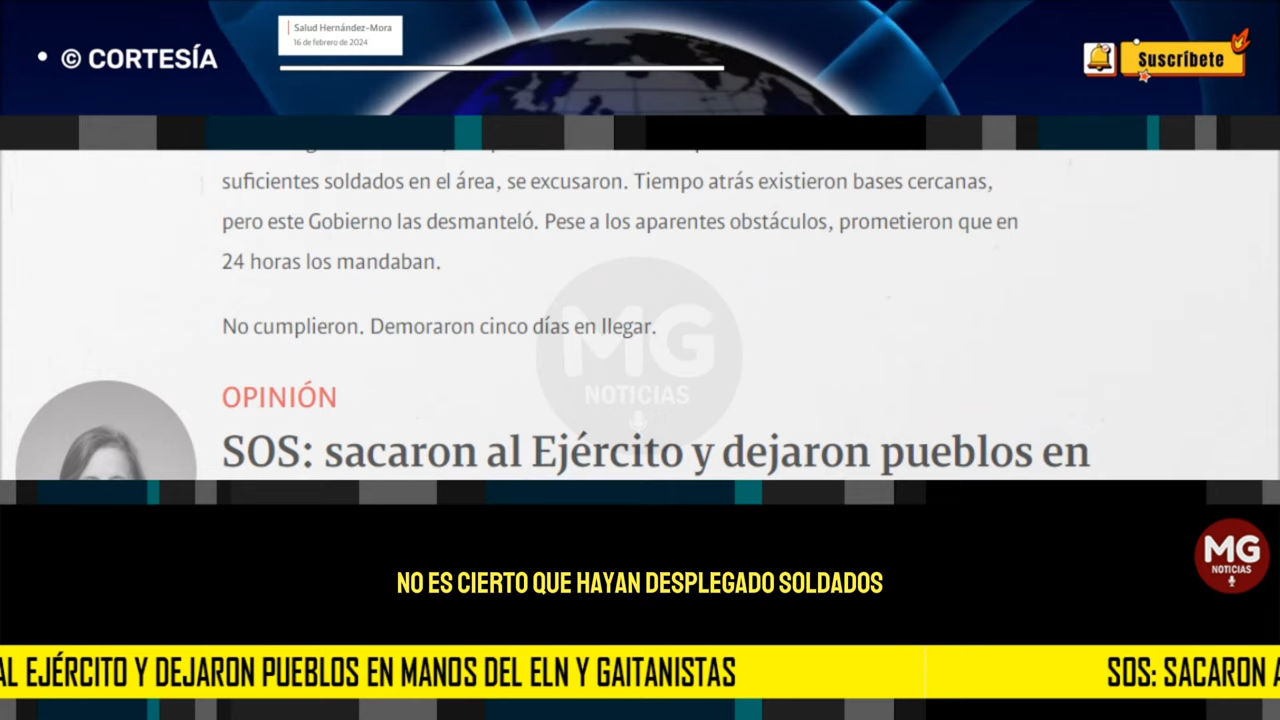 © CORTESÍA
Salud Hernández-Mora
16 de febrero de 2024
Suscríbete
suficientes soldados en el área, se excusaron. Tiempo atrás existieron bases cercanas,
pero este Gobierno las desmanteló. Pese a los aparentes obstáculos, prometieron que en
24 horas los mandaban.
No cumplieron. Demoraron cinco días en llegar.
MG
NOTICIAS
OPINIÓN
SOS: sacaron al Ejército y dejaron pueblos en
MG
NOTICIAS
NO ES CIERTO QUE HAYAN DESPLEGADO SOLDADOS
AL EJÉRCITO Y DEJARON PUEBLOS EN MANOS DEL ELN Y GAITANISTAS
SOS: SACARON A